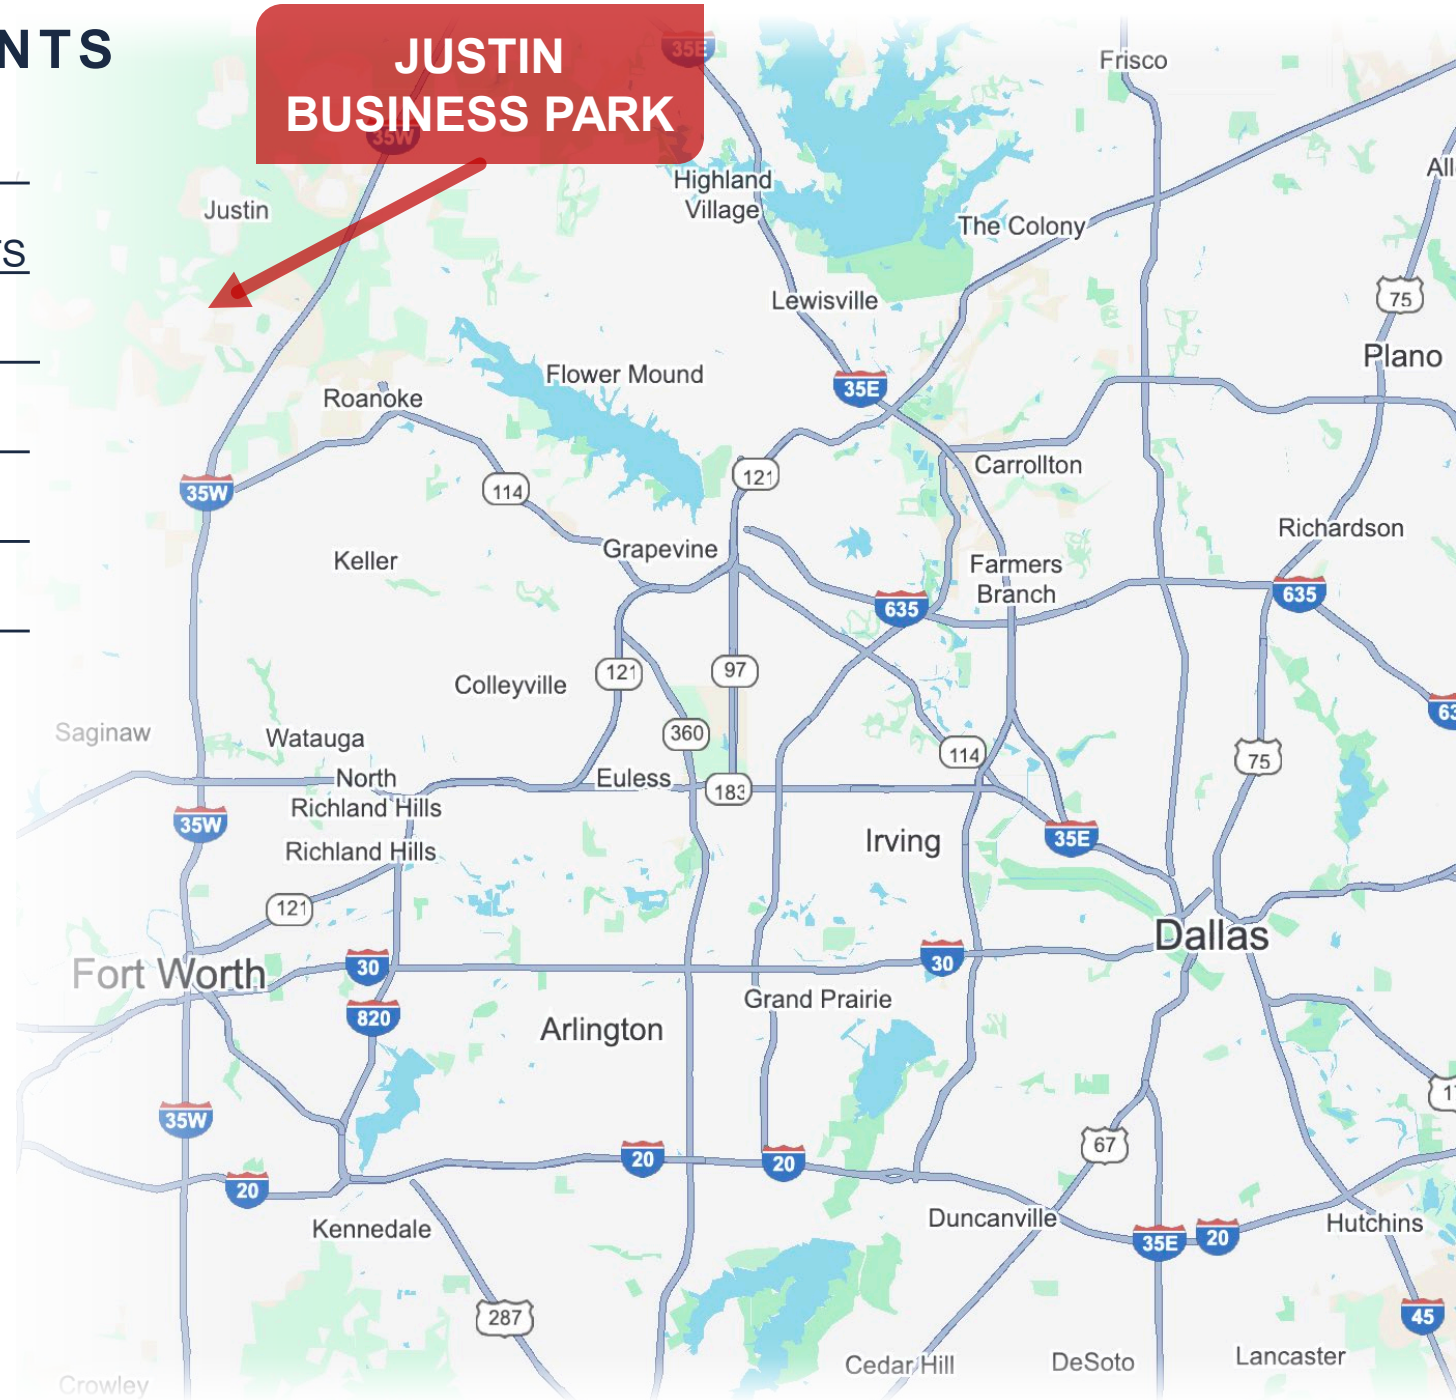 NTS
JUSTIN
BUSINESS PARK
35E
35W
Frisco
Highland
Village
All
Justin
The Colony
TS
Lewisville
75
Plano
Flower Mound
35E
Roanoke
Carrollton
121
35W
114
Richardson
Grapevine
Keller
Farmers
Branch
635
635
121
97
Colleyville
63
Saginaw
Watauga
360
114
75
North
Richland Hills
Euless
183
35W
Irving
35E
Richland Hills
121
Dallas
Fort Worth
30
30
Grand Prairie
820
Arlington
17
35W
67
20
20
20
Kennedale
Duncanville
Hutchins
35E
20
287
45
Cedar Hill
DeSoto
Lancaster
Crowley